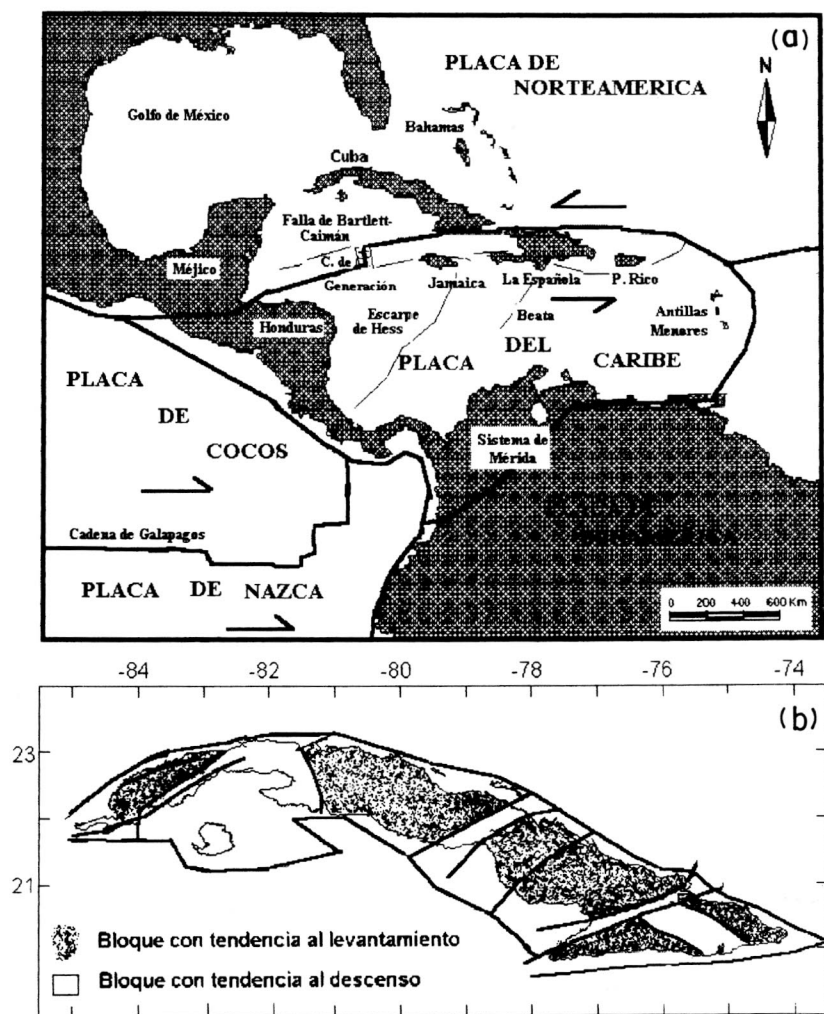 (a)
PLACA DE
NORTEAMERICA
N
Golfo de México
Bahamas
Cuba
Falla de Bartlett-
Caimán
C. de
Generación
Méjico
Jamaica
La Española
P. Rico
Honduras
Escarpe
de Hess
Beata
Antillas
Menores
PLACA DEL CARIBE
PLACA
DE
COCOS
Sistema de
Mérida
Cadena de Galapagos
PLACA DE NAZCA
0 200 400 600 Km
-84 -82 -80 -78 -76 -74
(b)
23
21
Bloque con tendencia al levantamiento
Bloque con tendencia al descenso